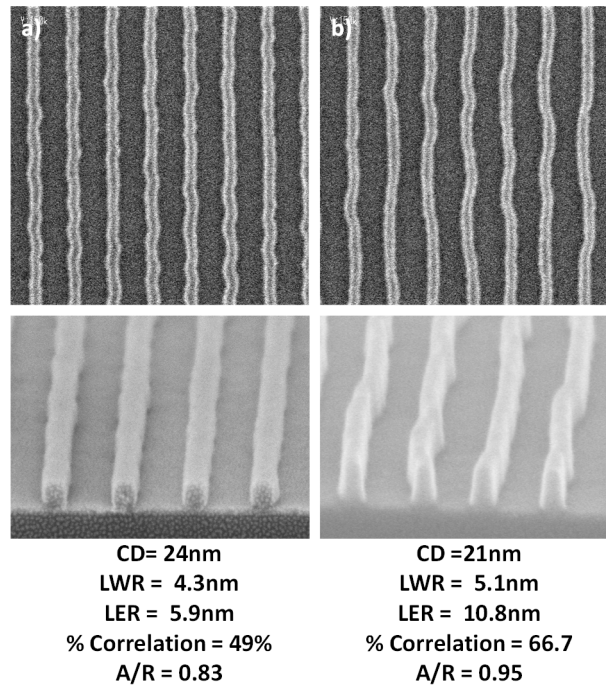 a)
b)
CD= 24nm
LWR = 4.3nm
LER = 5.9nm
% Correlation = 49%
A/R = 0.83
CD =21nm
LWR = 5.1nm
LER = 10.8nm
% Correlation = 66.7
A/R = 0.95